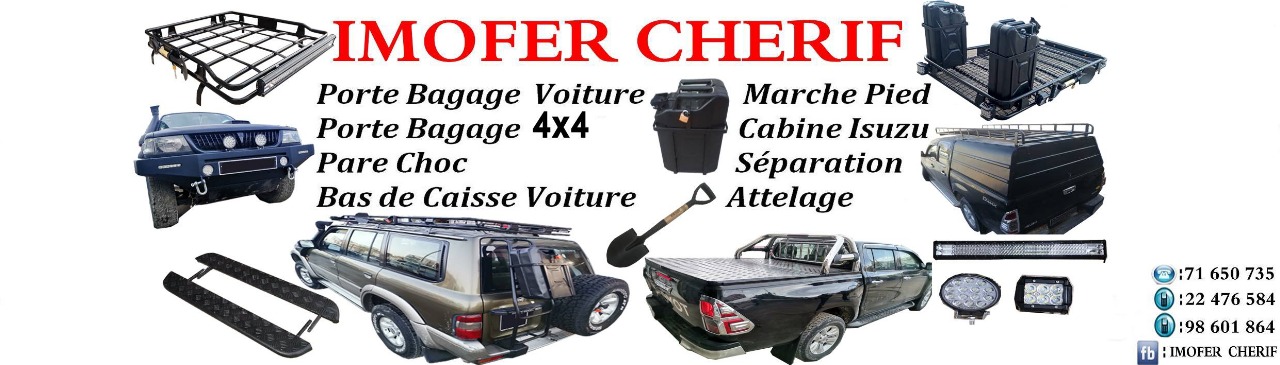 IMOFER CHERIF
Porte Bagage Voiture
Porte Bagage 4x4
Pare Choc
Bas de Caisse Voiture
Marche Pied
Cabine Isuzu
Séparation
Attelage
:71 650 735
:22 476 584
:98 601 864
fb : IMOFER CHERIF